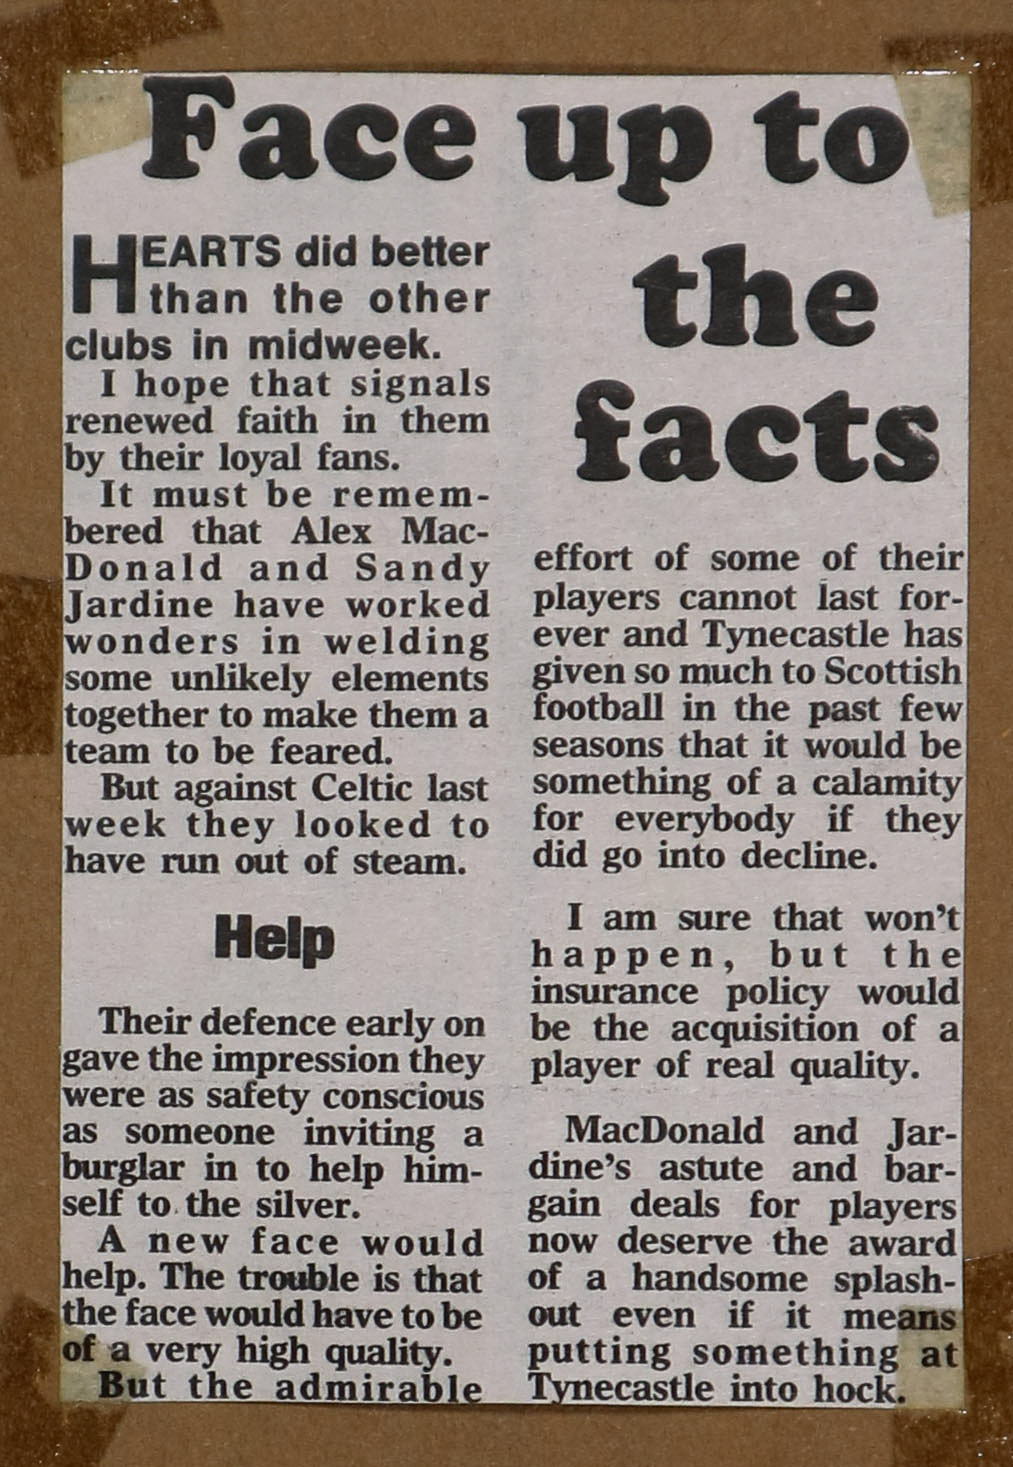 Face up to
the
facts
HEARTS did better
than the other
clubs in midweek.
I hope that signals
renewed faith in them
by their loyal fans.
It must be remem-
bered that Alex Mac-
Donald and Sandy
Jardine have worked
wonders in welding
some unlikely elements
together to make them a
team to be feared.
But against Celtic last
week they looked to
have run out of steam.
Help
Their defence early on
gave the impression they
were as safety conscious
as someone inviting a
burglar in to help him-
self to the silver.
A new face would
help. The trouble is that
the face would have to be
of a very high quality.
But the admirable
effort of some of their
players cannot last for-
ever and Tynecastle has
given so much to Scottish
football in the past few
seasons that it would be
something of a calamity
for everybody if they
did go into decline.
I am sure that won't
happen, but the
insurance policy would
be the acquisition of a
player of real quality.
MacDonald and Jar-
dine's astute and bar-
gain deals for players
now deserve the award
of a handsome splash-
out even if it means
putting something at
Tynecastle into hock.